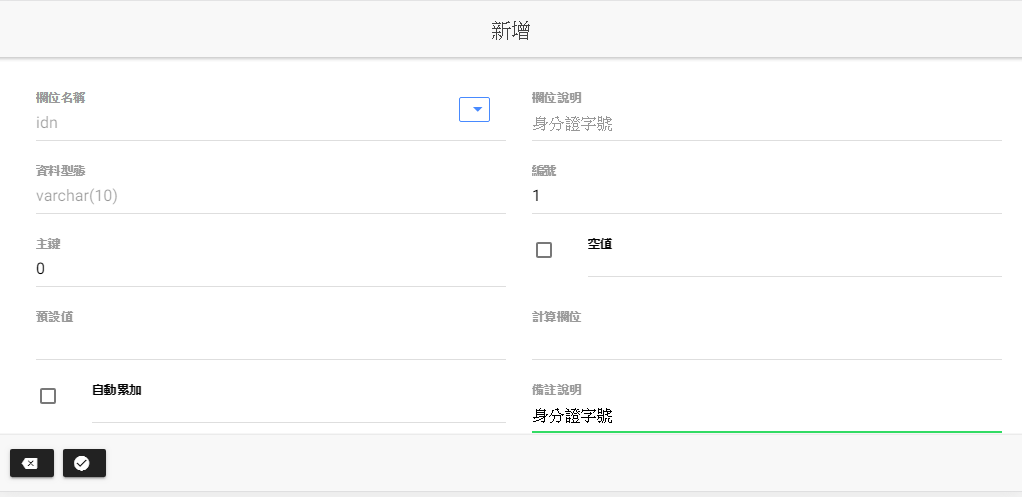 新增
欄位名稱
idn
欄位說明
身分證字號
資料型態
varchar(10)
編號
1
主鍵
0
空值
預設值
計算欄位
自動累加
備註說明
身分證字號